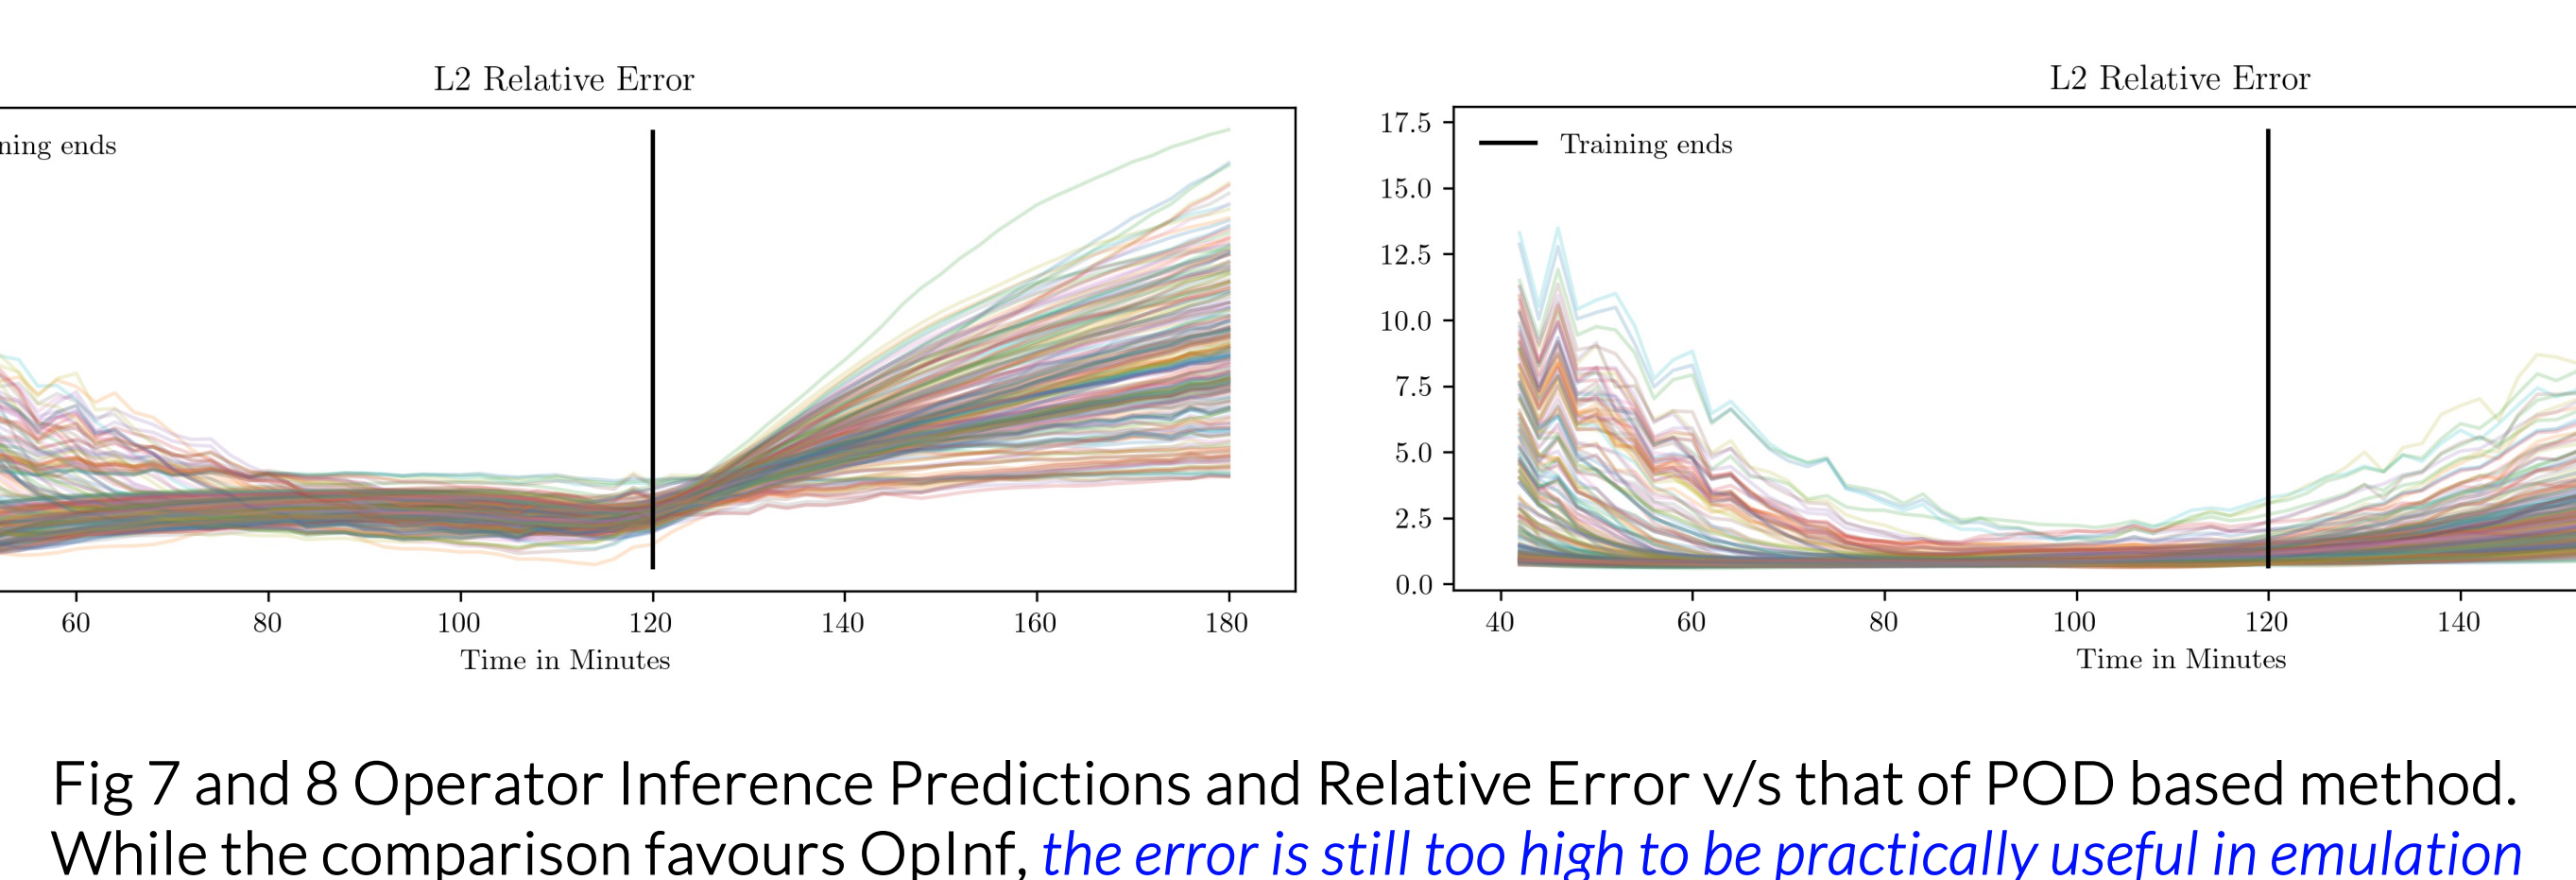 L2 Relative Error
ning ends
60 80 100 120 140 160 180
Time in Minutes
L2 Relative Error
17.5
Training ends
15.0
12.5
10.0
7.5
5.0
2.5
0.0
40 60 80 100 120 140
Time in Minutes
Fig 7 and 8 Operator Inference Predictions and Relative Error v/s that of POD based method.
While the comparison favours OpInf, the error is still too high to be practically useful in emulation